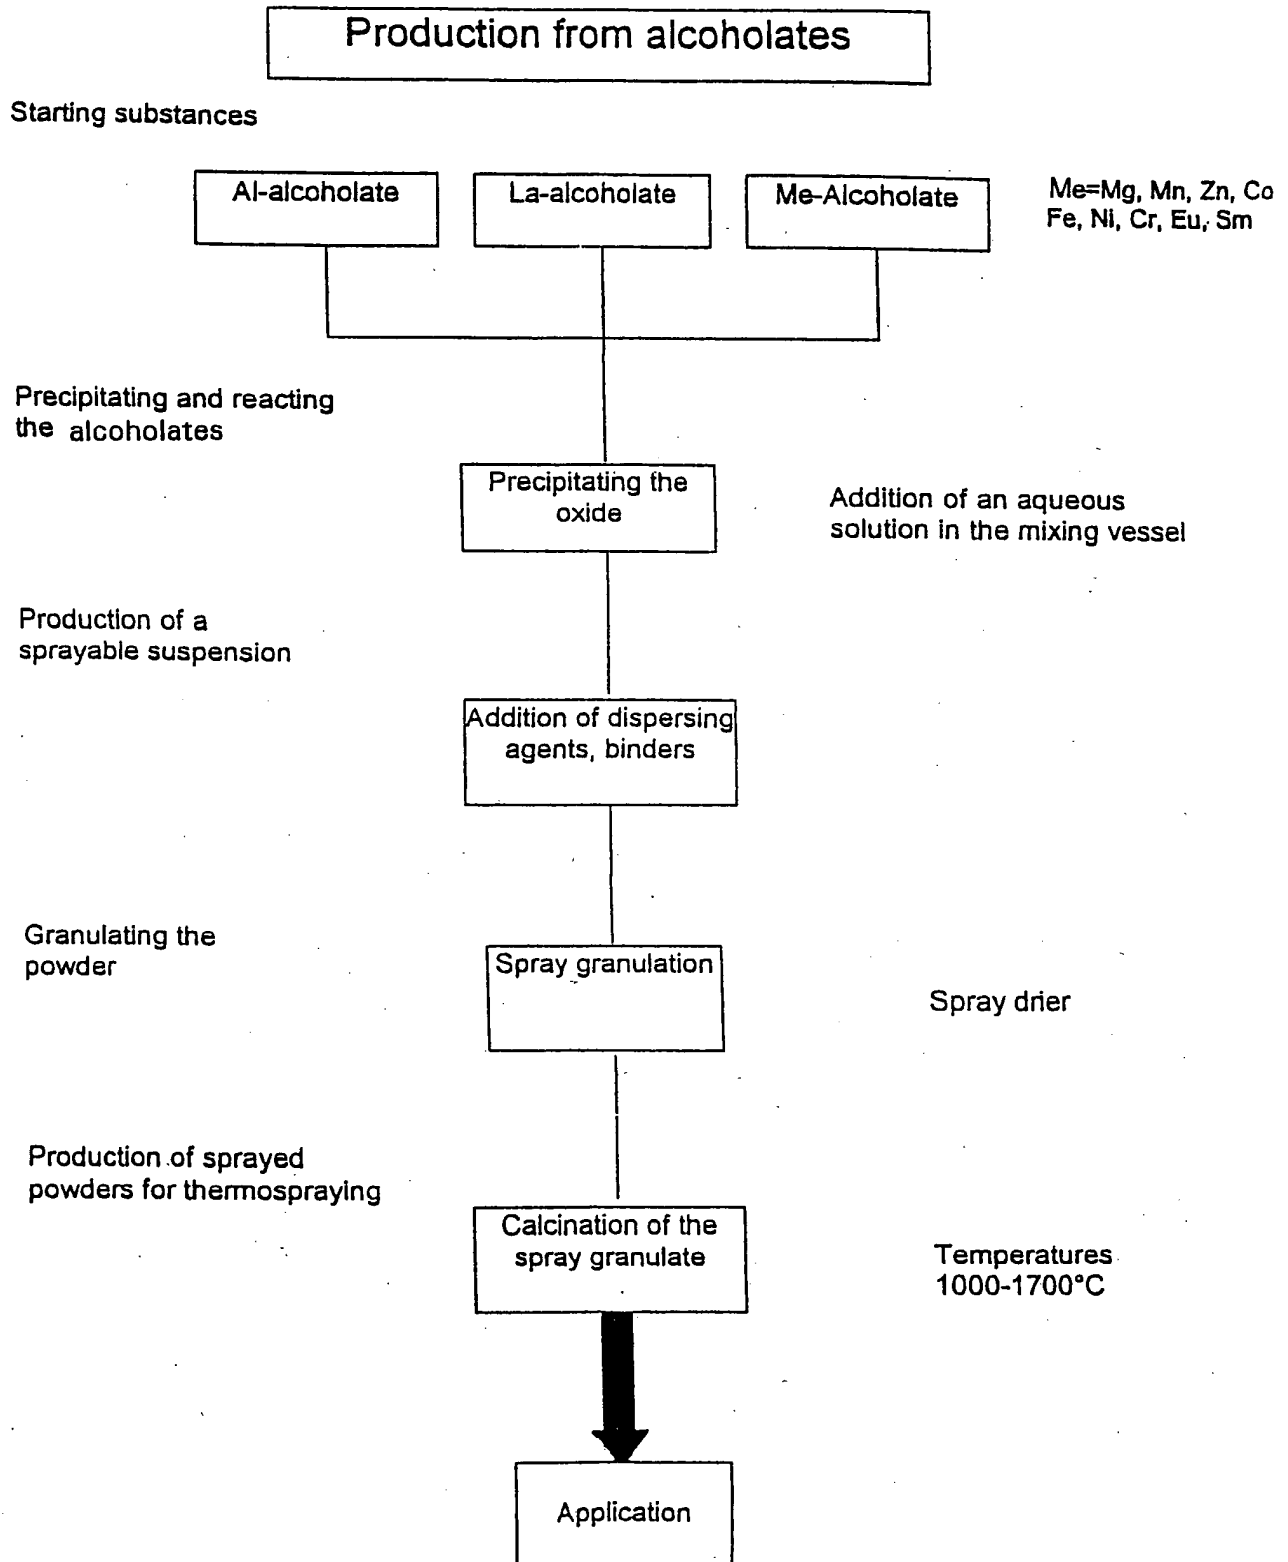 Production from alcoholates
Starting substances
Al-alcoholate
La-alcoholate
Me-Alcoholate
Me=Mg, Mn, Zn, Co
Fe, Ni, Cr, Eu, Sm
Precipitating and reacting
the alcoholates
Precipitating the
oxide
Addition of an aqueous
solution in the mixing vessel
Production of a
sprayable suspension
Addition of dispersing
agents, binders
Granulating the
powder
Spray granulation
Spray drier
Production of sprayed
powders for thermospraying
Calcination of the
spray granulate
Temperatures
1000-1700°C
Application